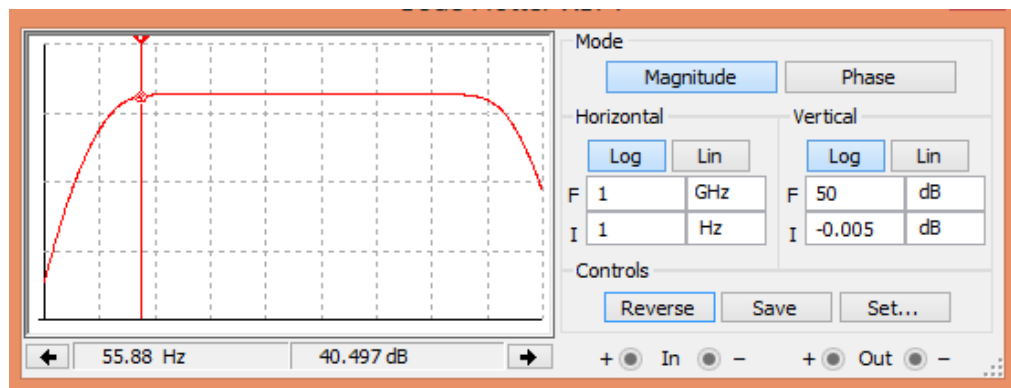 Mode
Magnitude Phase
Horizontal Vertical
Log Lin Log Lin
F 1 GHz F 50 dB
I 1 Hz I -0.005 dB
Controls
Reverse Save Set...
55.88 Hz 40.497 dB + In - + Out -